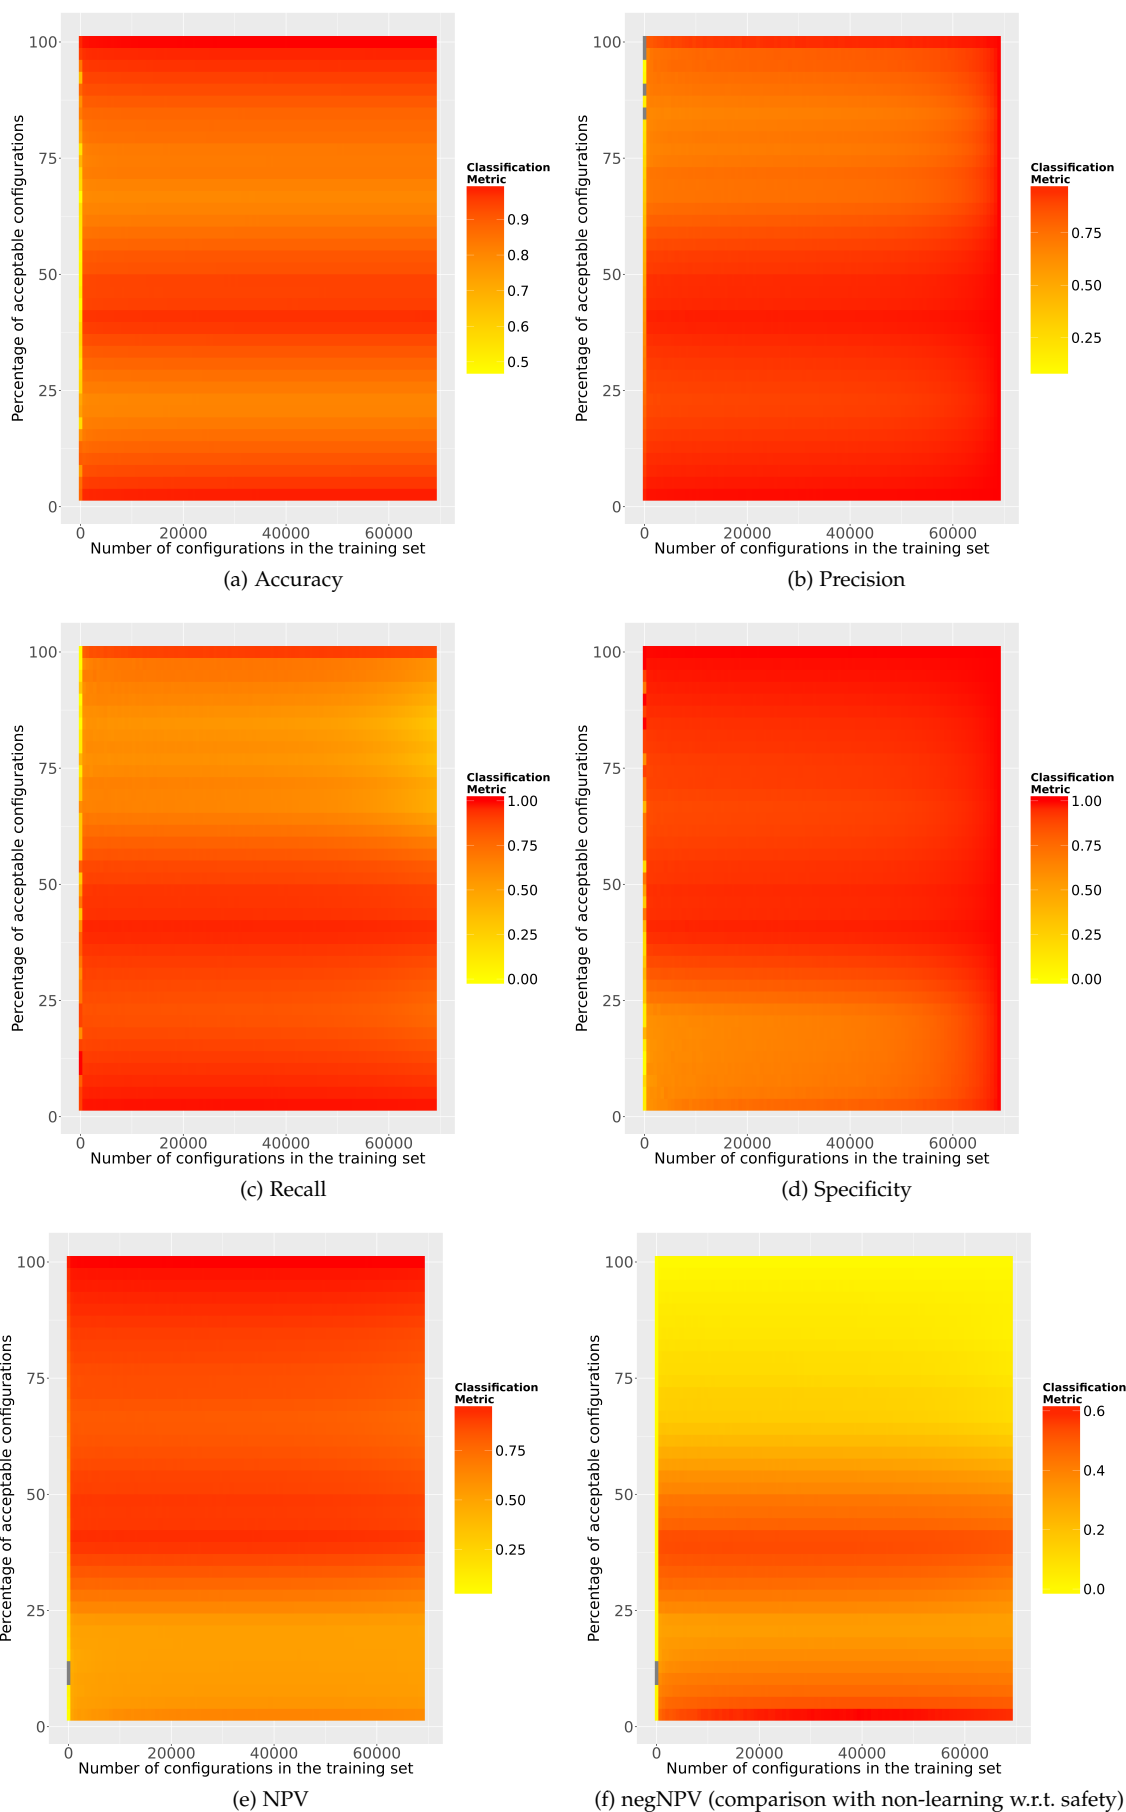 Percentage of acceptable configurations
100
75
50
25
0
0 20000 40000 60000
Number of configurations in the training set
Classification
Metric
0.9
0.8
0.7
0.6
0.5
(a) Accuracy
Percentage of acceptable configurations
100
75
50
25
0
0 20000 40000 60000
Number of configurations in the training set
Classification
Metric
0.75
0.50
0.25
(b) Precision
Percentage of acceptable configurations
100
75
50
25
0
0 20000 40000 60000
Number of configurations in the training set
Classification
Metric
1.00
0.75
0.50
0.25
0.00
(c) Recall
Percentage of acceptable configurations
100
75
50
25
0
0 20000 40000 60000
Number of configurations in the training set
Classification
Metric
1.00
0.75
0.50
0.25
0.00
(d) Specificity
Percentage of acceptable configurations
100
75
50
25
0
0 20000 40000 60000
Number of configurations in the training set
Classification
Metric
0.75
0.50
0.25
(e) NPV
Percentage of acceptable configurations
100
75
50
25
0
0 20000 40000 60000
Number of configurations in the training set
Classification
Metric
0.6
0.4
0.2
0.0
(f) negNPV (comparison with non-learning w.r.t. safety)